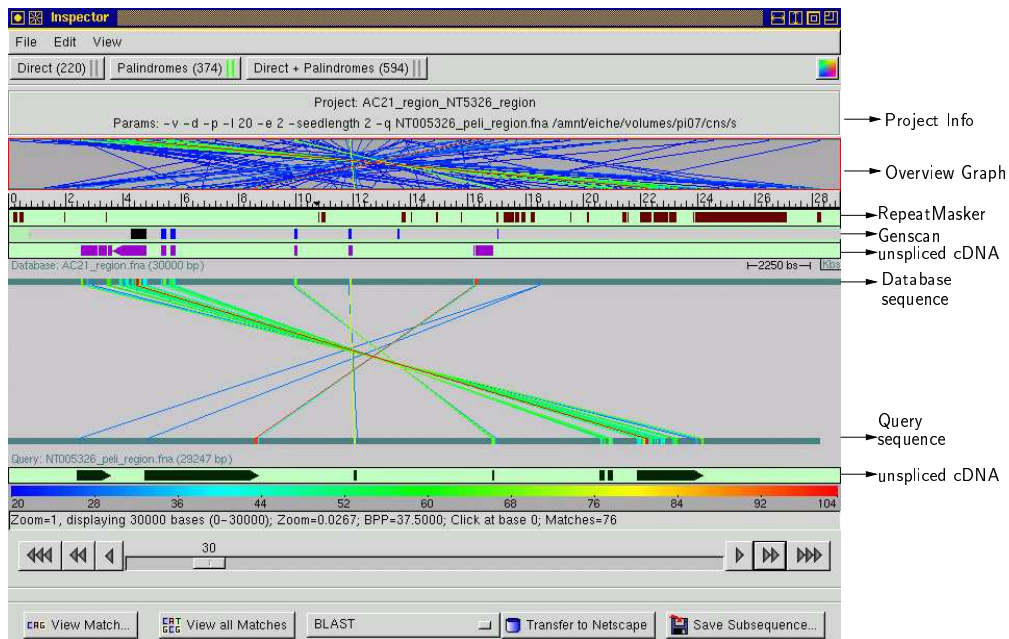 Inspector
File Edit View
Direct (220) Palindromes (374) Direct + Palindromes (594)
Project: AC21_region_NT5326_region
Params: -v -d -p -l 20 -e 2 -seedlength 2 -q NT005326_peli_region.fna /amnt/eiche/volumes/pi07/cns/s
Project Info
Overview Graph
0 2 4 6 8 10 12 14 16 18 20 22 24 26 28
RepeatMasker
Genscan
unspliced cDNA
Database: AC21_region.fna (30000 bp)
2250 bs
Kbs
Database
sequence
Query
sequence
Query: NT005326_peli_region.fna (29247 bp)
unspliced cDNA
20 28 36 44 52 60 68 76 84 92 104
Zoom=1, displaying 30000 bases (0-30000); Zoom=0.0267; BPP=37.5000; Click at base 0; Matches=76
30
CAG View Match...
CAT GCG View all Matches
BLAST
Transfer to Netscape
Save Subsequence...